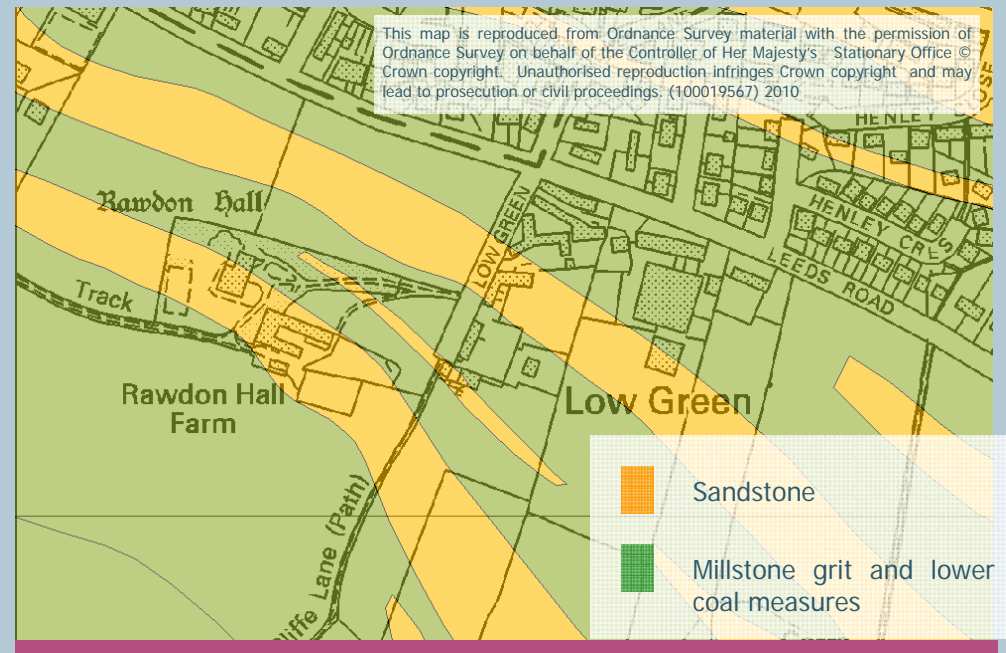 This map is reproduced from Ordnance Survey material with the permission of
Ordnance Survey on behalf of the Controller of Her Majesty's Stationary Office ©
Crown copyright. Unauthorised reproduction infringes Crown copyright and may
lead to prosecution or civil proceedings. (100019567) 2010
HENLEY
Rawdon Hall
LOW GREEN
HENLEY CRES
LEEDS ROAD
Track
Rawdon Hall
Farm
Low Green
Lane (Path)
Sandstone
Millstone grit and lower
coal measures